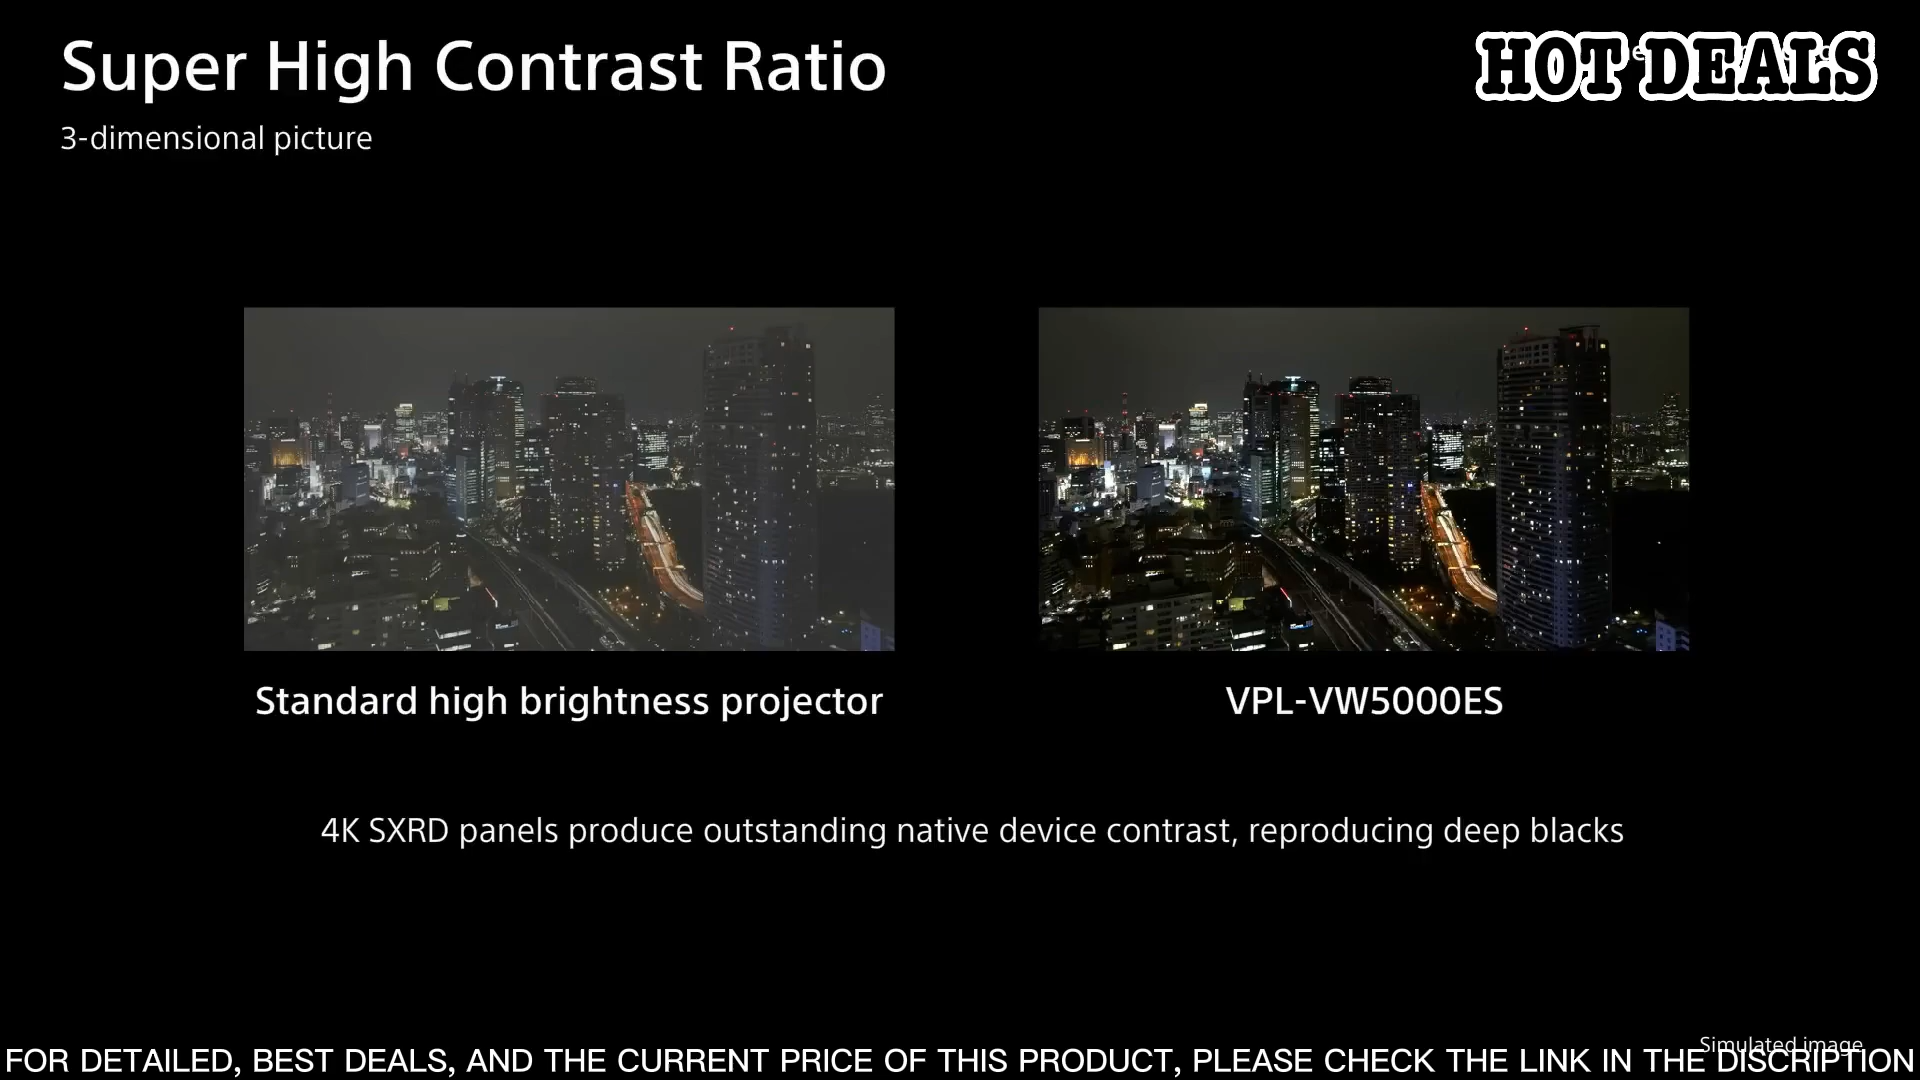 Super High Contrast Ratio
HOT DEALS
3-dimensional picture
Standard high brightness projector
VPL-VW5000ES
4K SXRD panels produce outstanding native device contrast, reproducing deep blacks
Simulated image
FOR DETAILED, BEST DEALS, AND THE CURRENT PRICE OF THIS PRODUCT, PLEASE CHECK THE LINK IN THE DISCRIPTION